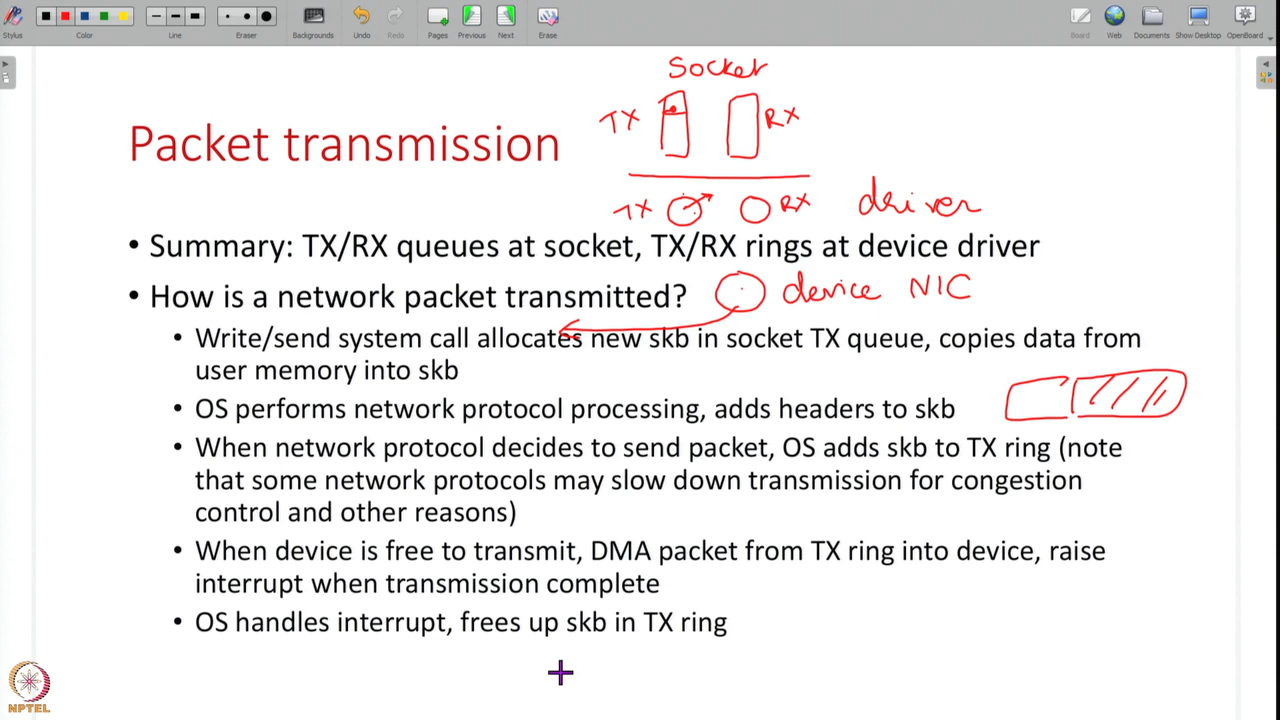 Stylus
Color
Line
Eraser
Backgrounds
Undo
Redo
Pages
Previous
Next
Erase
Board
Web
Documents
Show Desktop
OpenBoard
Socket
TX
RX
Packet transmission
TX
RX
driver
• Summary: TX/RX queues at socket, TX/RX rings at device driver
• How is a network packet transmitted?
device NIC
• Write/send system call allocates new skb in socket TX queue, copies data from
user memory into skb
• OS performs network protocol processing, adds headers to skb
• When network protocol decides to send packet, OS adds skb to TX ring (note
that some network protocols may slow down transmission for congestion
control and other reasons)
• When device is free to transmit, DMA packet from TX ring into device, raise
interrupt when transmission complete
• OS handles interrupt, frees up skb in TX ring
NPTEL